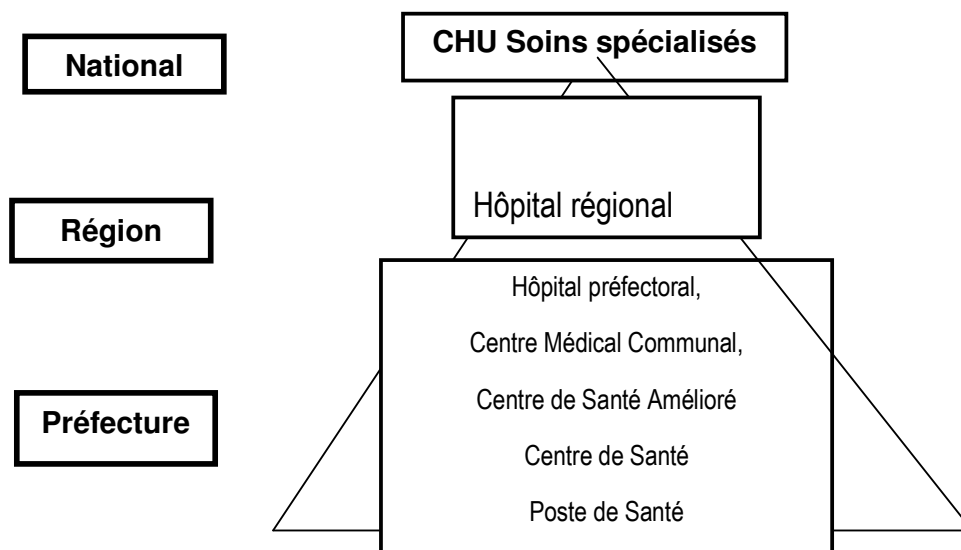 National
CHU Soins spécialisés
Région
Hôpital régional
Préfecture
Hôpital préfectoral,
Centre Médical Communal,
Centre de Santé Amélioré
Centre de Santé
Poste de Santé